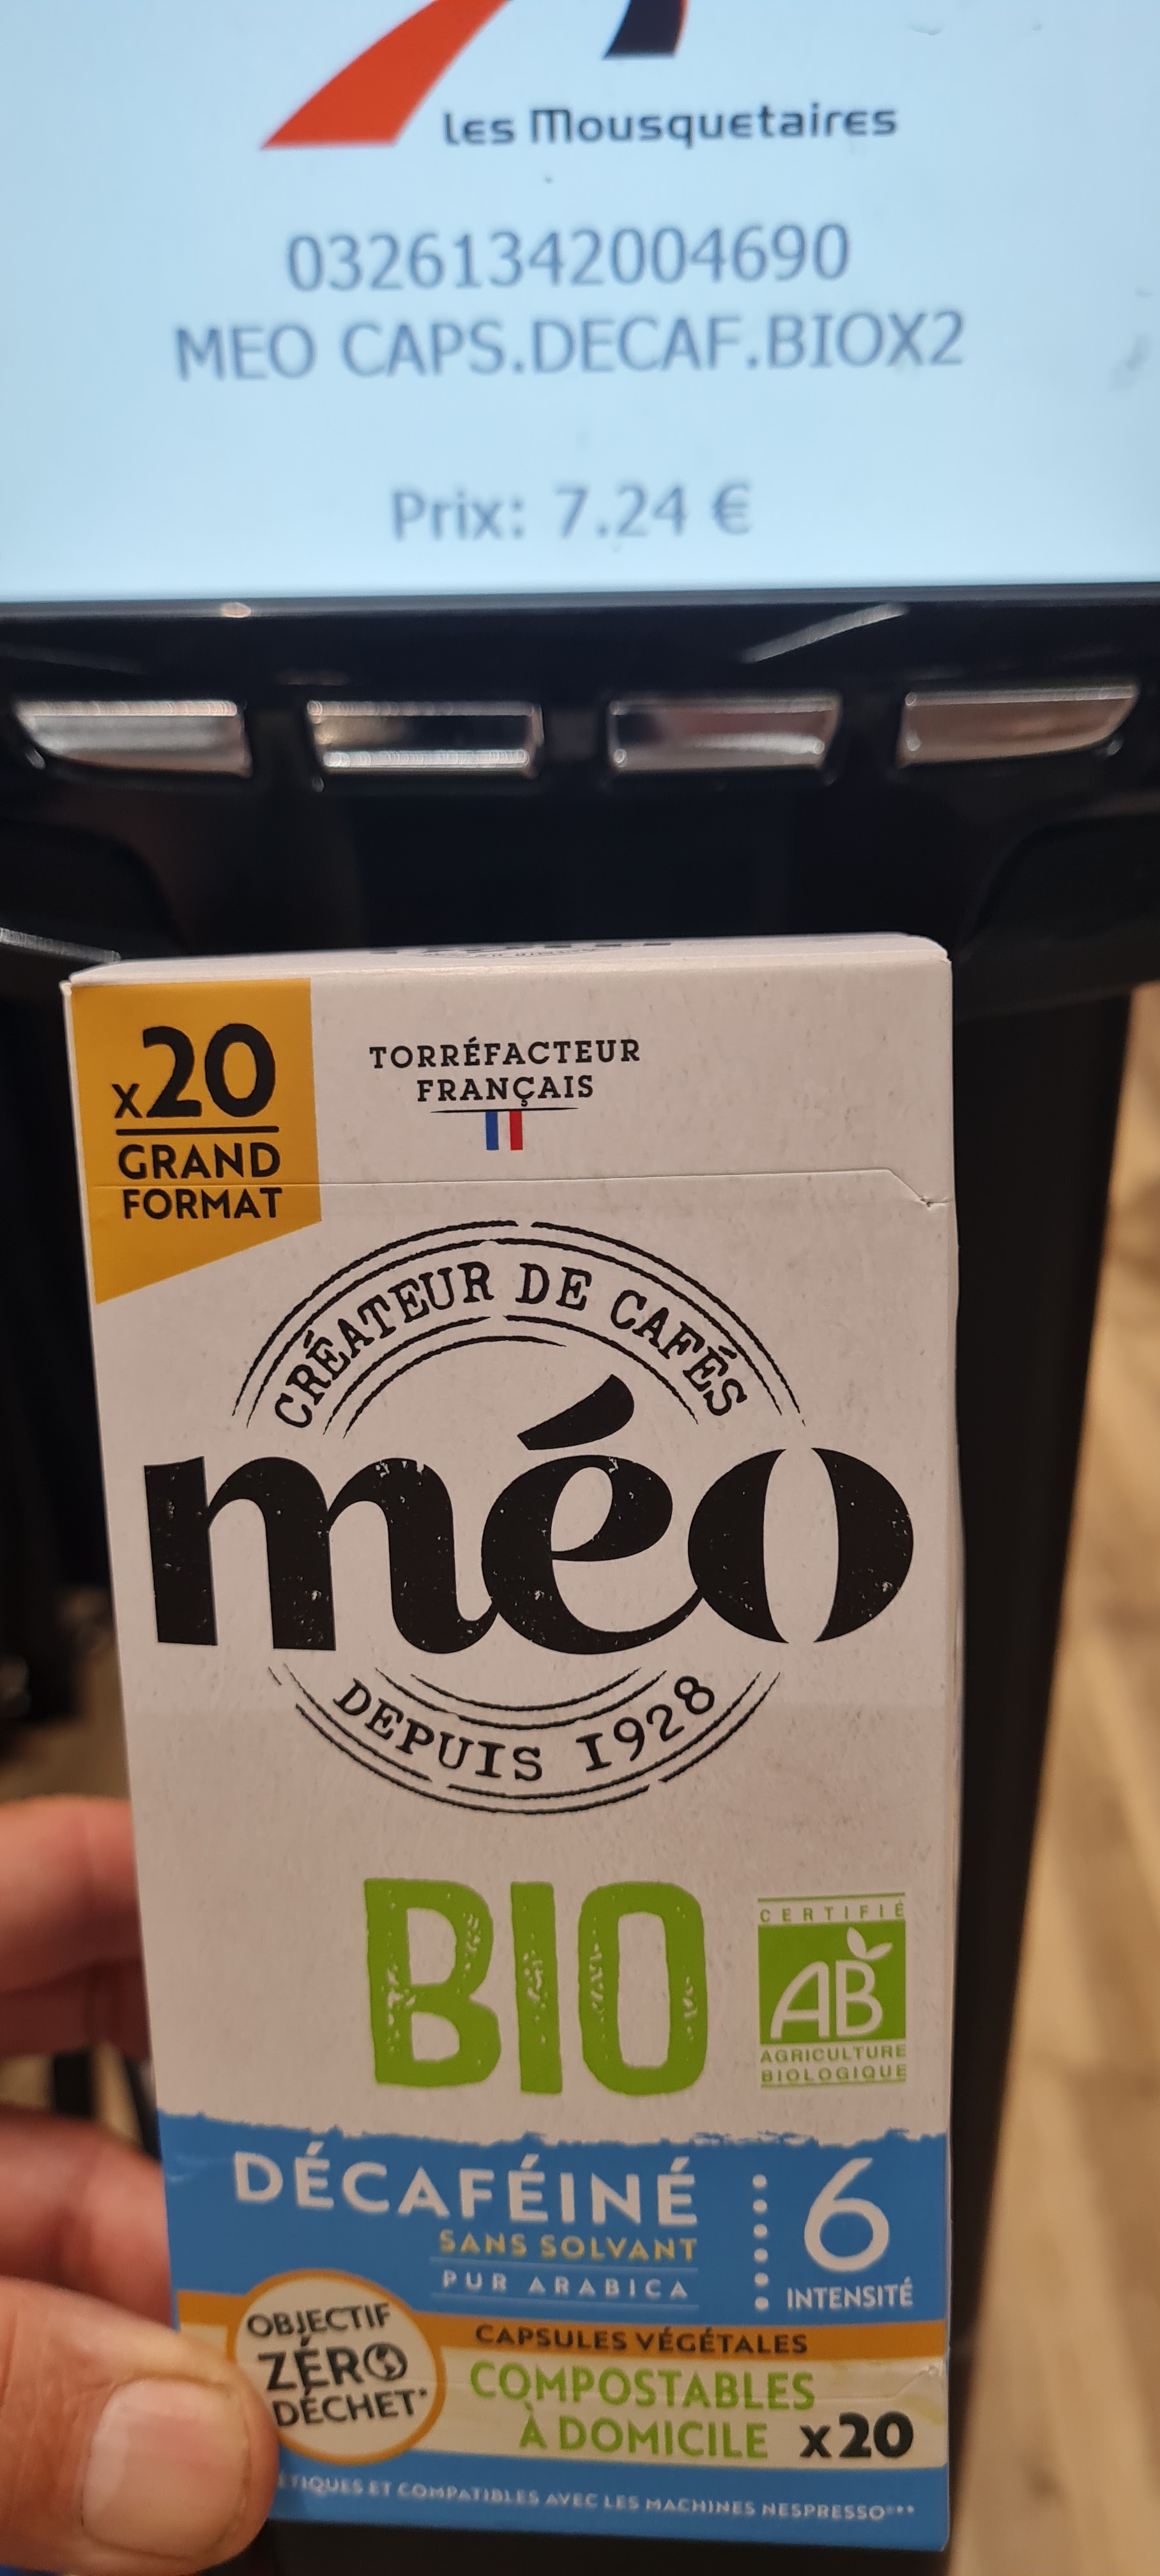 les Mousquetaires
03261342004690
MEO CAPS.DECAF.BIOX2
Prix: 7.24 €
x20
GRAND
FORMAT
TORRÉFACTEUR
FRANÇAIS
CRÉATEUR DE CAFÉS
méo
DEPUIS 1928
BIO
CERTIFIÉ
AB
AGRICULTURE
BIOLOGIQUE
DÉCAFÉINÉ
SANS SOLVANT
PUR ARABICA
6
INTENSITÉ
OBJECTIF
ZÉRO
DÉCHET*
CAPSULES VÉGÉTALES
COMPOSTABLES
À DOMICILE x20
ET COMPATIBLES AVEC LES MACHINES NESPRESSO***